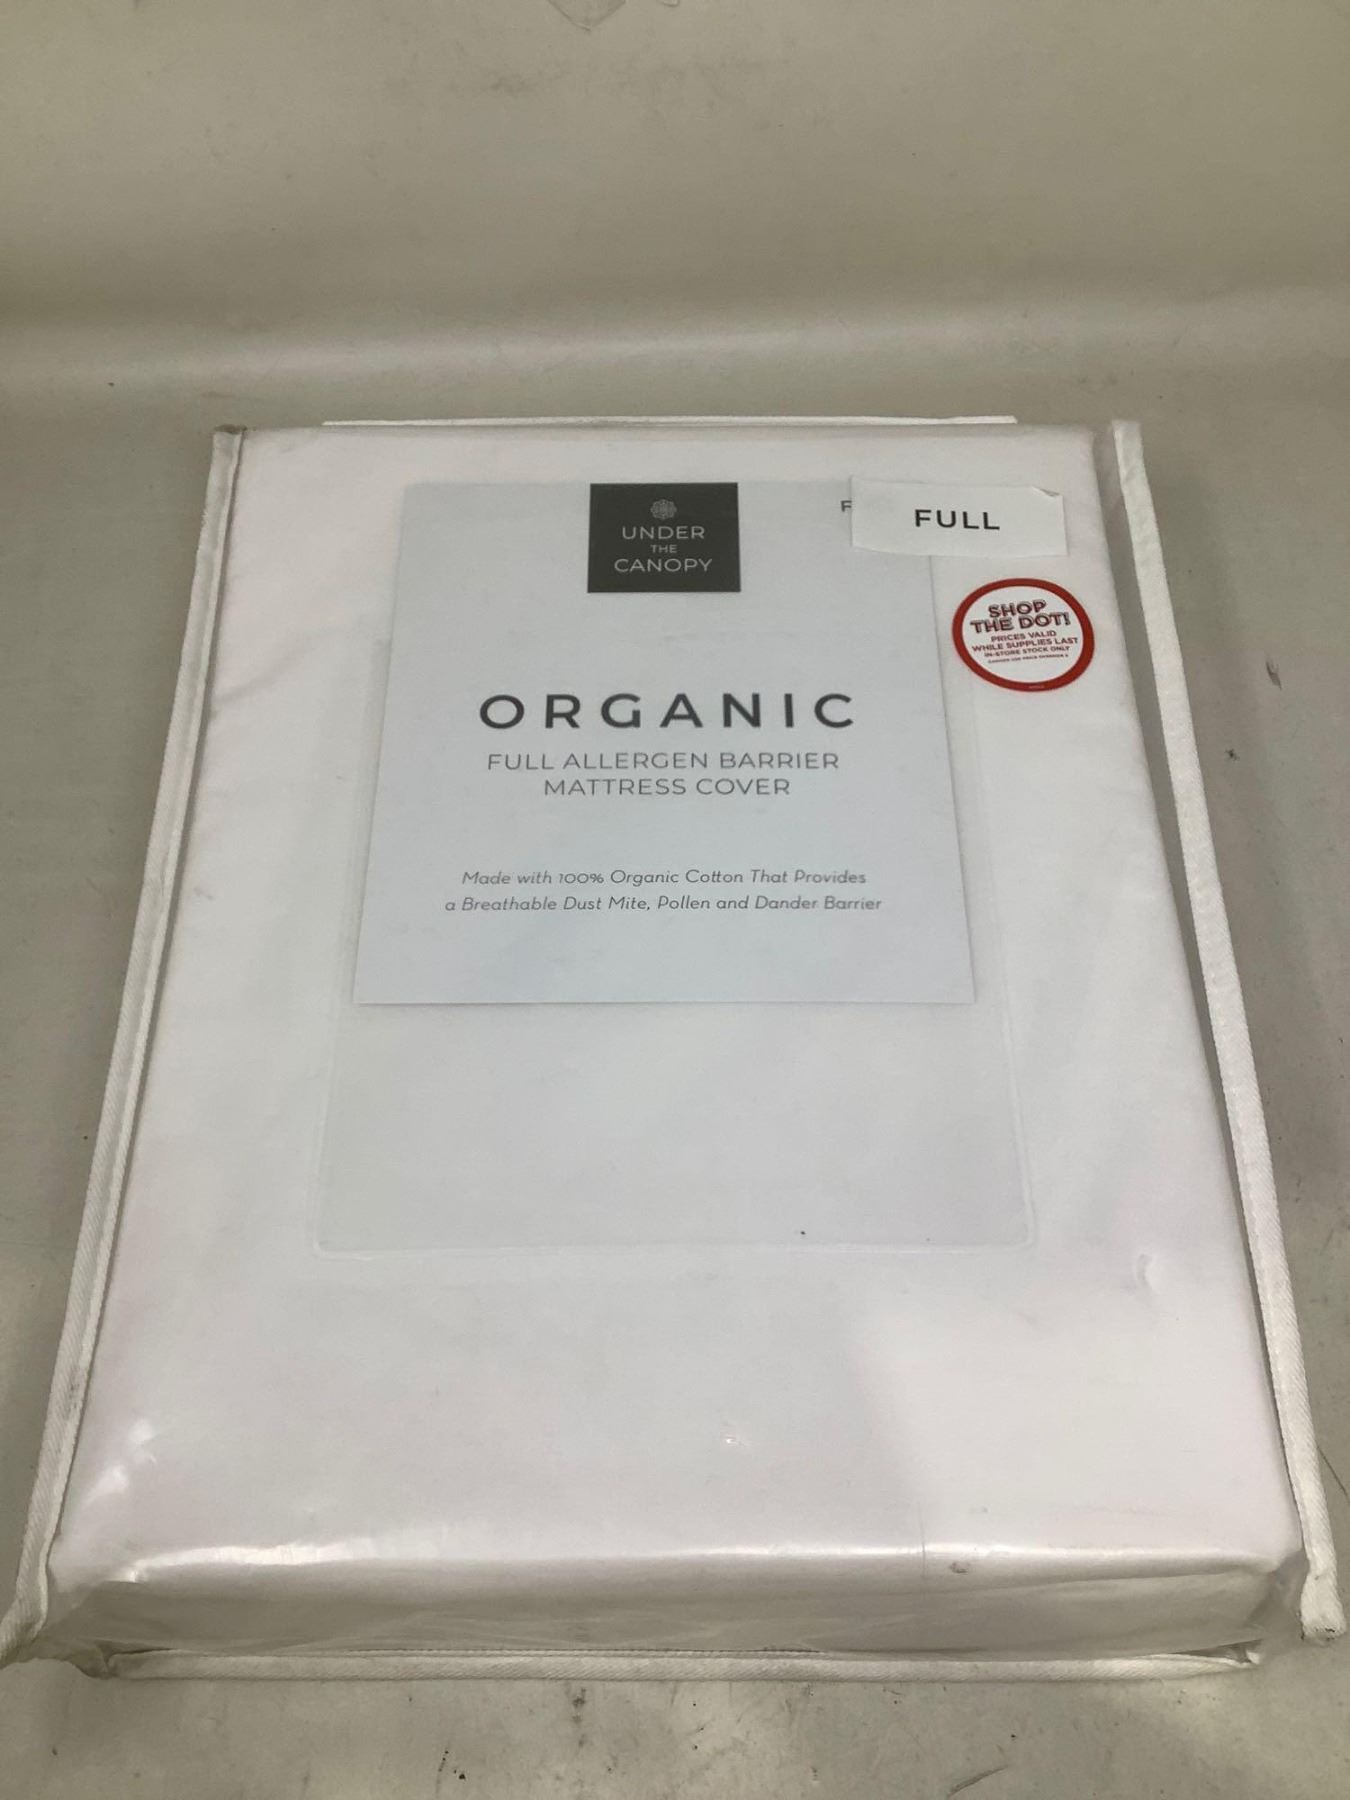 UNDER
THE
CANOPY
F
FULL
SHOP
THE DOT!
PRICES VALID
WHILE SUPPLIES LAST
IN-STORE STOCK ONLY
ORGANIC
FULL ALLERGEN BARRIER
MATTRESS COVER
Made with 100% Organic Cotton That Provides
a Breathable Dust Mite, Pollen and Dander Barrier